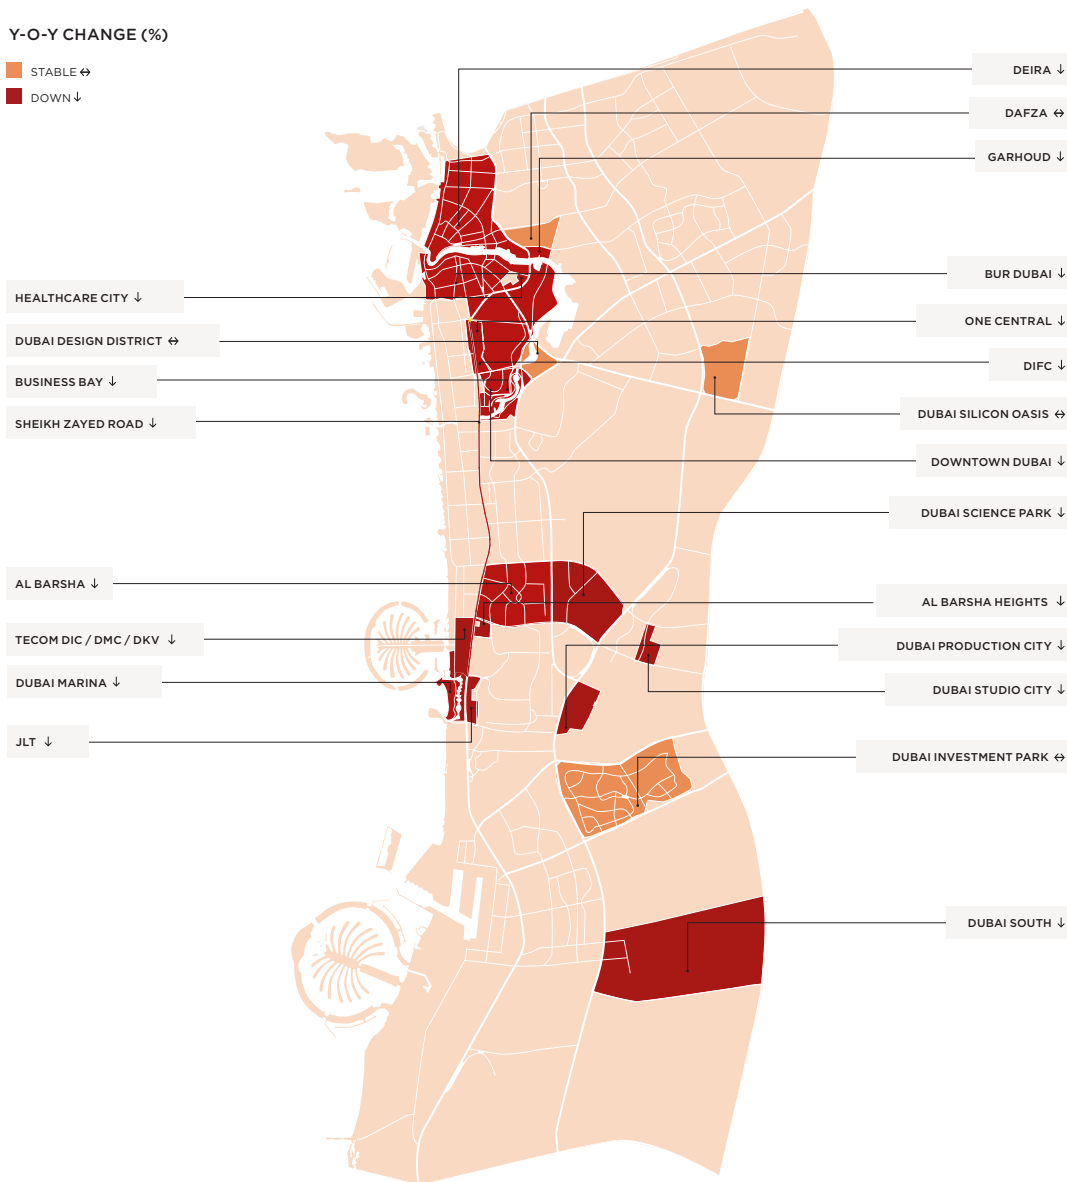 Y-O-Y CHANGE (%)
STABLE ↔
DOWN ↓
DEIRA ↓
DAFZA ↔
GARHOUD ↓
BUR DUBAI ↓
HEALTHCARE CITY ↓
ONE CENTRAL ↓
DUBAI DESIGN DISTRICT ↔
DIFC ↓
BUSINESS BAY ↓
DUBAI SILICON OASIS ↔
SHEIKH ZAYED ROAD ↓
DOWNTOWN DUBAI ↓
DUBAI SCIENCE PARK ↓
AL BARSHA ↓
AL BARSHA HEIGHTS ↓
TECOM DIC / DMC / DKV ↓
DUBAI PRODUCTION CITY ↓
DUBAI MARINA ↓
DUBAI STUDIO CITY ↓
JLT ↓
DUBAI INVESTMENT PARK ↔
DUBAI SOUTH ↓